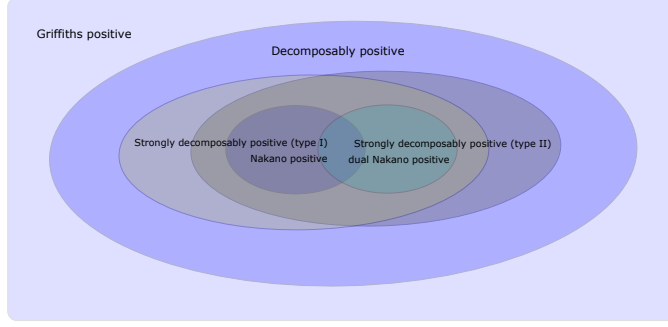 Griffiths positive
Decomposably positive
Strongly decomposably positive (type I)
Strongly decomposably positive (type II)
Nakano positive
dual Nakano positive